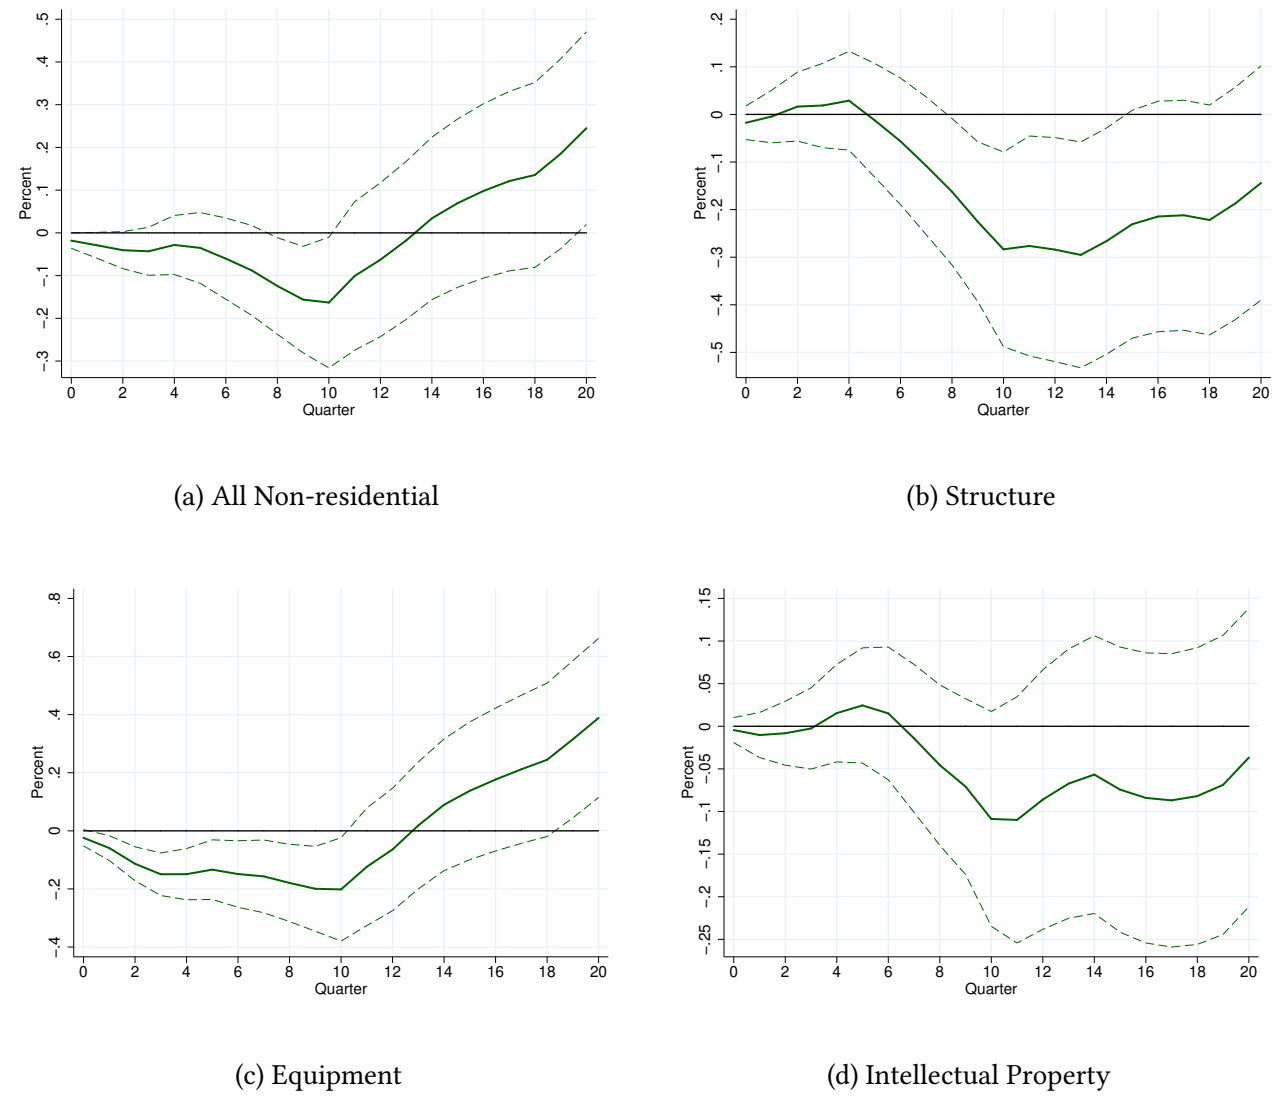 .5
.4
.3
.2
.1
0
−.1
−.2
−.3
Percent
0 2 4 6 8 10 12 14 16 18 20
Quarter
(a) All Non-residential
.2
.1
0
−.1
−.2
−.3
−.4
−.5
Percent
0 2 4 6 8 10 12 14 16 18 20
Quarter
(b) Structure
.8
.6
.4
.2
0
−.2
−.4
Percent
0 2 4 6 8 10 12 14 16 18 20
Quarter
(c) Equipment
.15
.1
.05
0
−.05
−.1
−.15
−.2
−.25
Percent
0 2 4 6 8 10 12 14 16 18 20
Quarter
(d) Intellectual Property